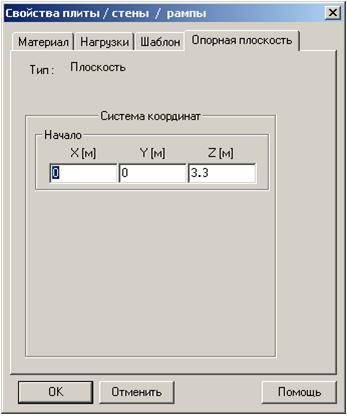 Свойства плиты / стены / рампы
Материал Нагрузки Шаблон Опорная плоскость
Тип : Плоскость
Система координат
Начало
X [м] Y [м] Z [м]
0 0 3.3
OK Отменить Помощь